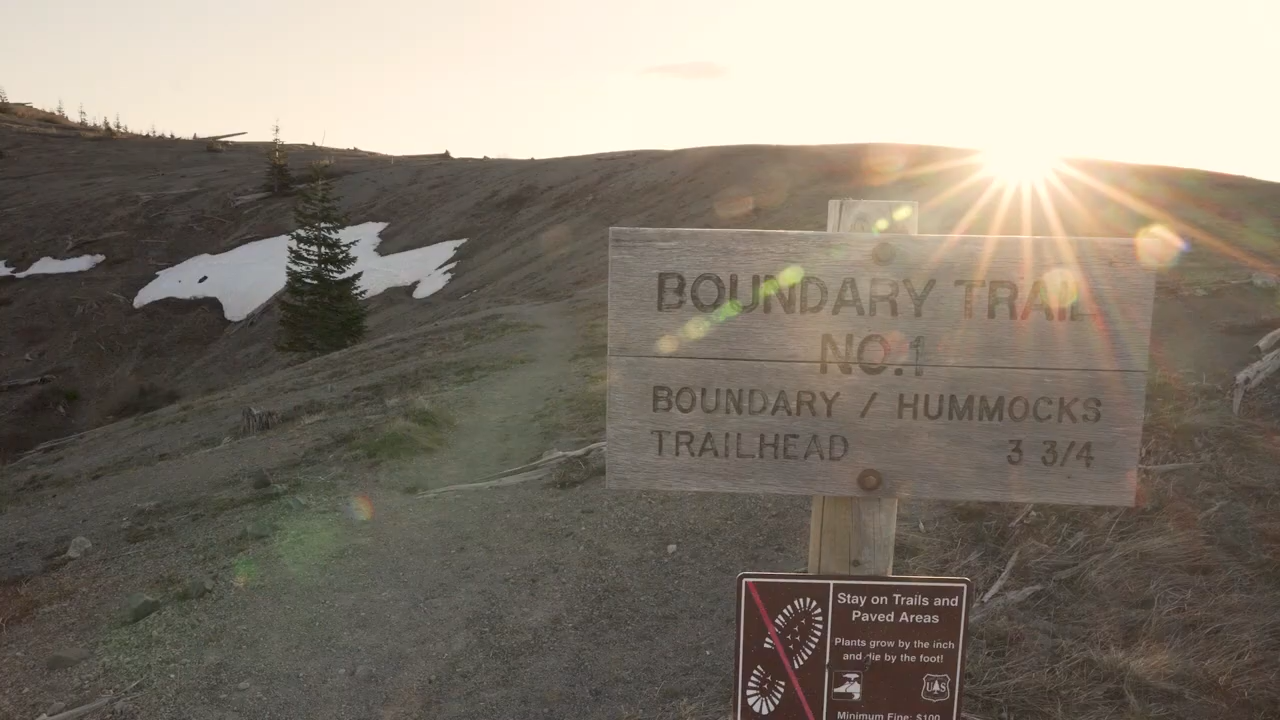 BOUNDARY TRAIL
NO.1
BOUNDARY / HUMMOCKS
TRAILHEAD 3 3/4
Stay on Trails and
Paved Areas
Plants grow by the inch
and die by the foot!
UAS
Minimum Fine: $100